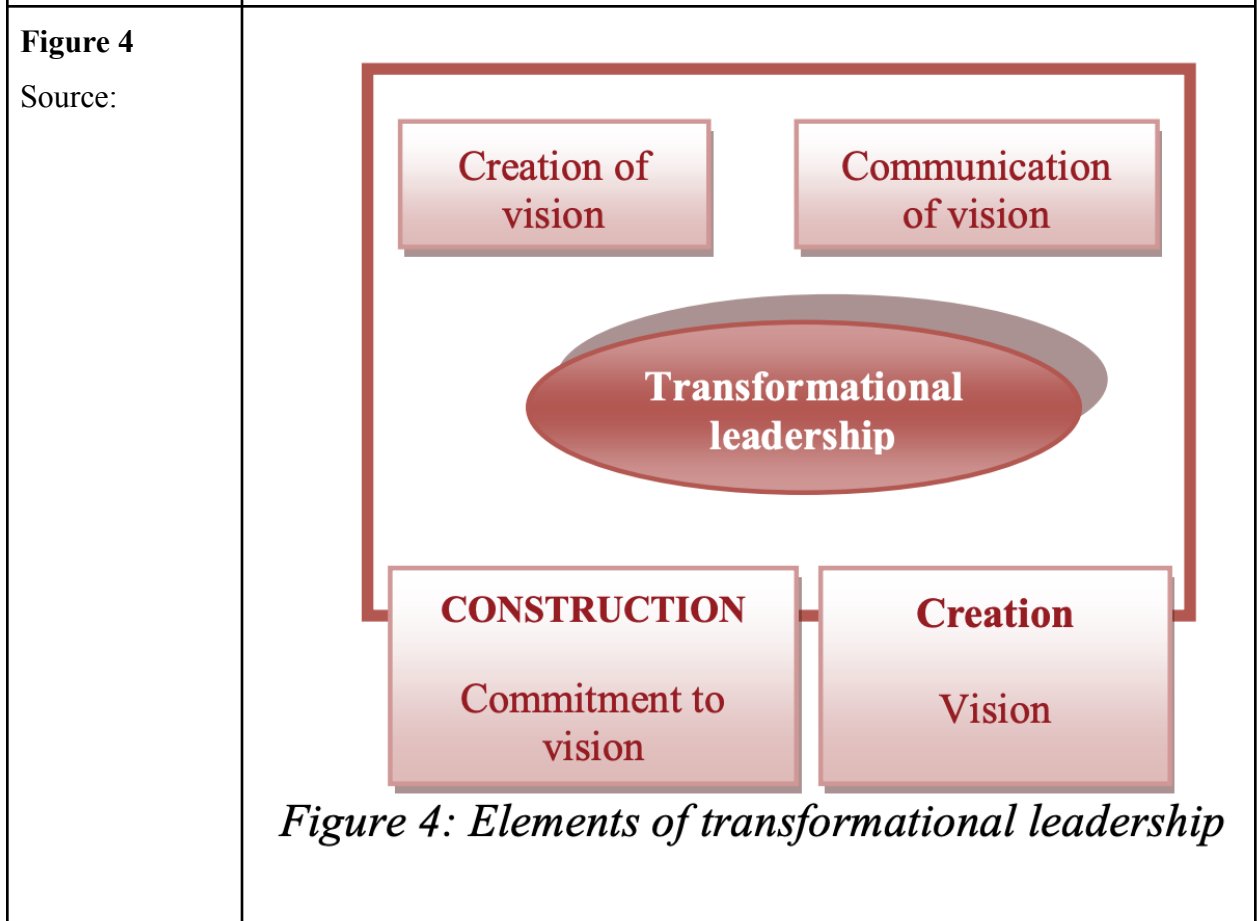 Figure 4
Source:
Creation of
vision
Communication
of vision
Transformational
leadership
CONSTRUCTION
Commitment to
vision
Creation
Vision
Figure 4: Elements of transformational leadership